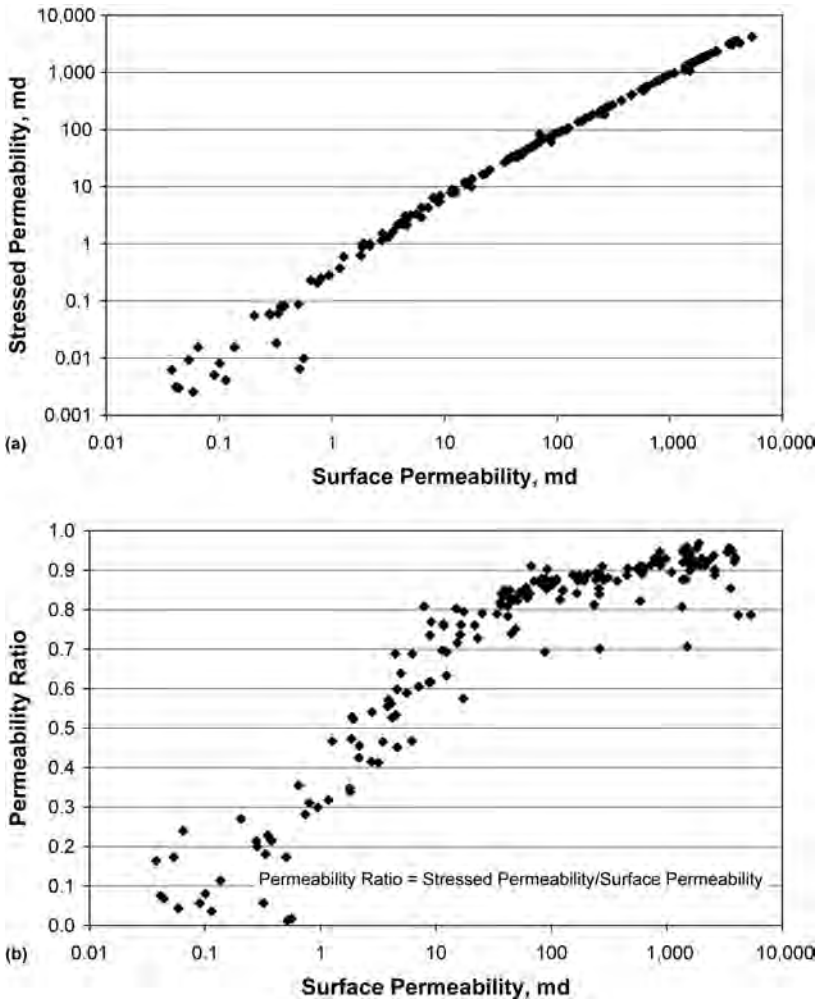 10,000
1,000
100
10
1
0.1
0.01
0.001
Stressed Permeability, md
0.01 0.1 1 10 100 1,000 10,000
(a)
Surface Permeability, md
1.0
0.9
0.8
0.7
0.6
0.5
0.4
0.3
0.2
0.1
0.0
Permeability Ratio
Permeability Ratio = Stressed Permeability/Surface Permeability
0.01 0.1 1 10 100 1,000 10,000
(b)
Surface Permeability, md